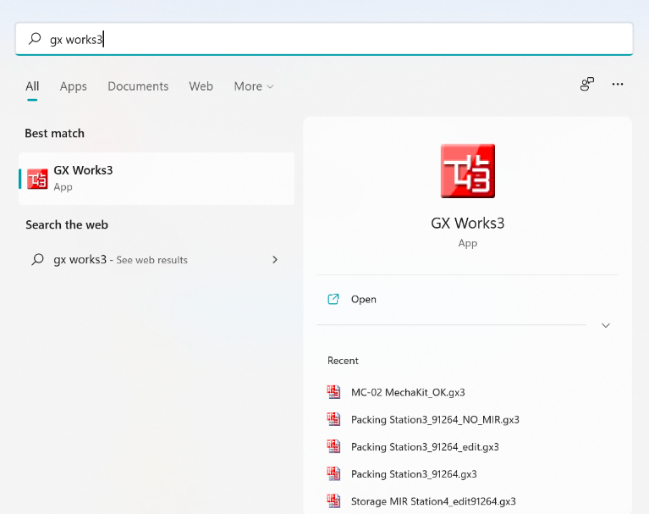 gx works3
All Apps Documents Web More
Best match
GX Works3
App
Search the web
gx works3 - See web results
GX Works3
App
Open
Recent
MC-02 MechaKit_OK.gx3
Packing Station3_91264_NO_MIR.gx3
Packing Station3_91264_edit.gx3
Packing Station3_91264.gx3
Storage MIR Station4_edit91264.gx3